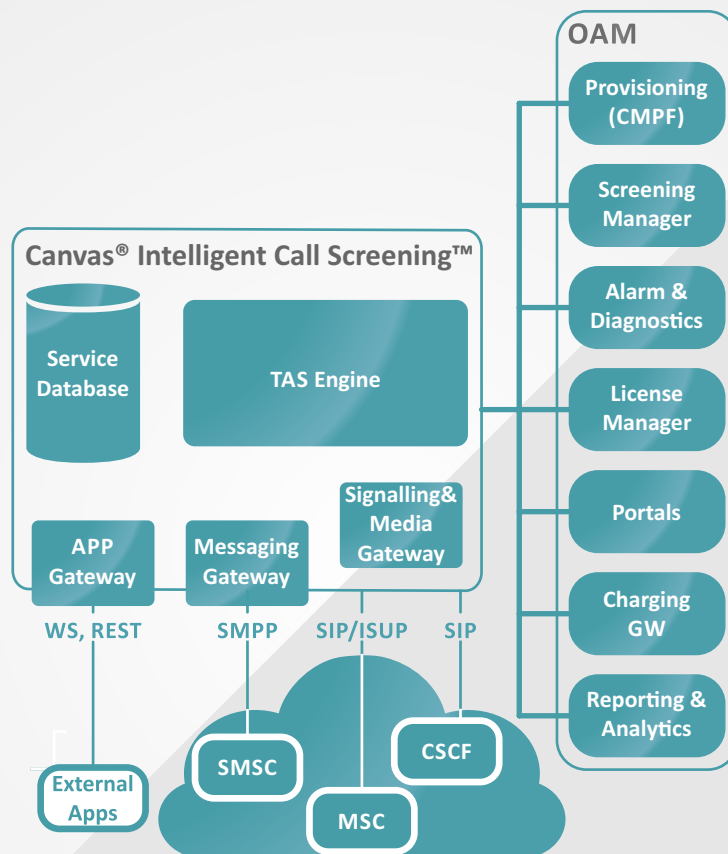 OAM
Provisioning
(CMPF)
Screening
Manager
Alarm &
Diagnostics
License
Manager
Portals
Charging
GW
Reporting &
Analytics
Canvas® Intelligent Call Screening™
Service
Database
TAS Engine
Signalling&
Media
Gateway
APP
Gateway
Messaging
Gateway
WS, REST
SMPP
SIP/ISUP
SIP
SMSC
CSCF
MSC
External
Apps